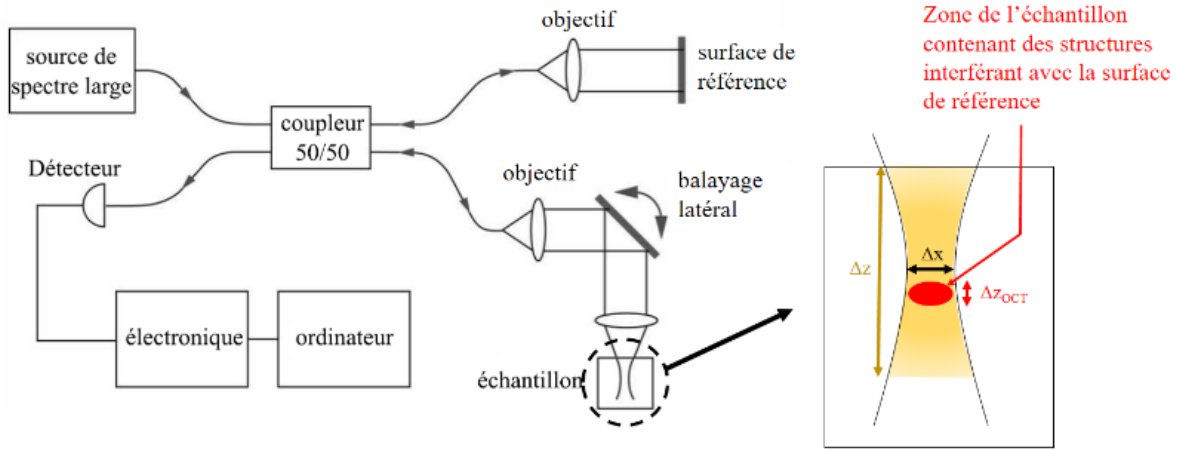 source de
spectre large
coupleur
50/50
objectif
surface de
référence
Détecteur
objectif
balayage
latéral
électronique
ordinateur
échantillon
Zone de l'échantillon
contenant des structures
interférant avec la surface
de référence
Δz
Δx
Δz_OCT